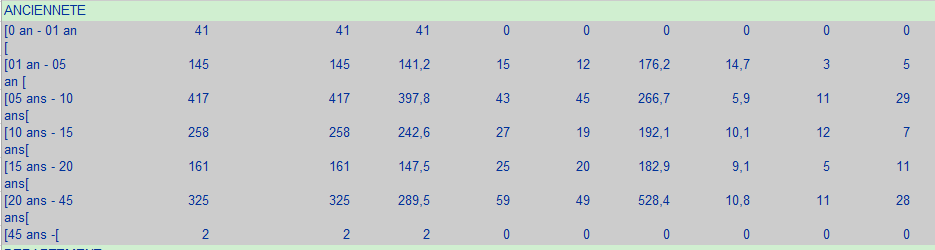 ANCIENNETE
[0 an - 01 an 41 41 41 0 0 0 0 0 0
[
[01 an - 05 145 145 141,2 15 12 176,2 14,7 3 5
an [
[05 ans - 10 417 417 397,8 43 45 266,7 5,9 11 29
ans[
[10 ans - 15 258 258 242,6 27 19 192,1 10,1 12 7
ans[
[15 ans - 20 161 161 147,5 25 20 182,9 9,1 5 11
ans[
[20 ans - 45 325 325 289,5 59 49 528,4 10,8 11 28
ans[
[45 ans -[ 2 2 2 0 0 0 0 0 0